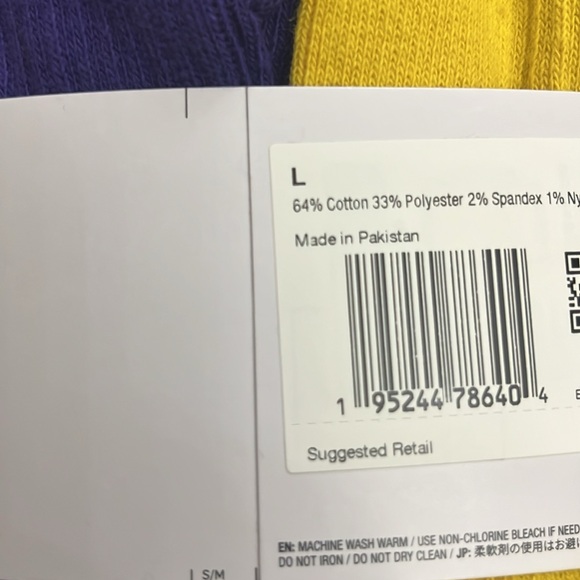 L
64% Cotton 33% Polyester 2% Spandex 1% Ny
Made in Pakistan
1 95244 78640 4
E
Suggested Retail
EN: MACHINE WASH WARM / USE NON-CHLORINE BLEACH IF NEED
DO NOT IRON / DO NOT DRY CLEAN / JP: 柔軟剤の使用はお避け
S/M